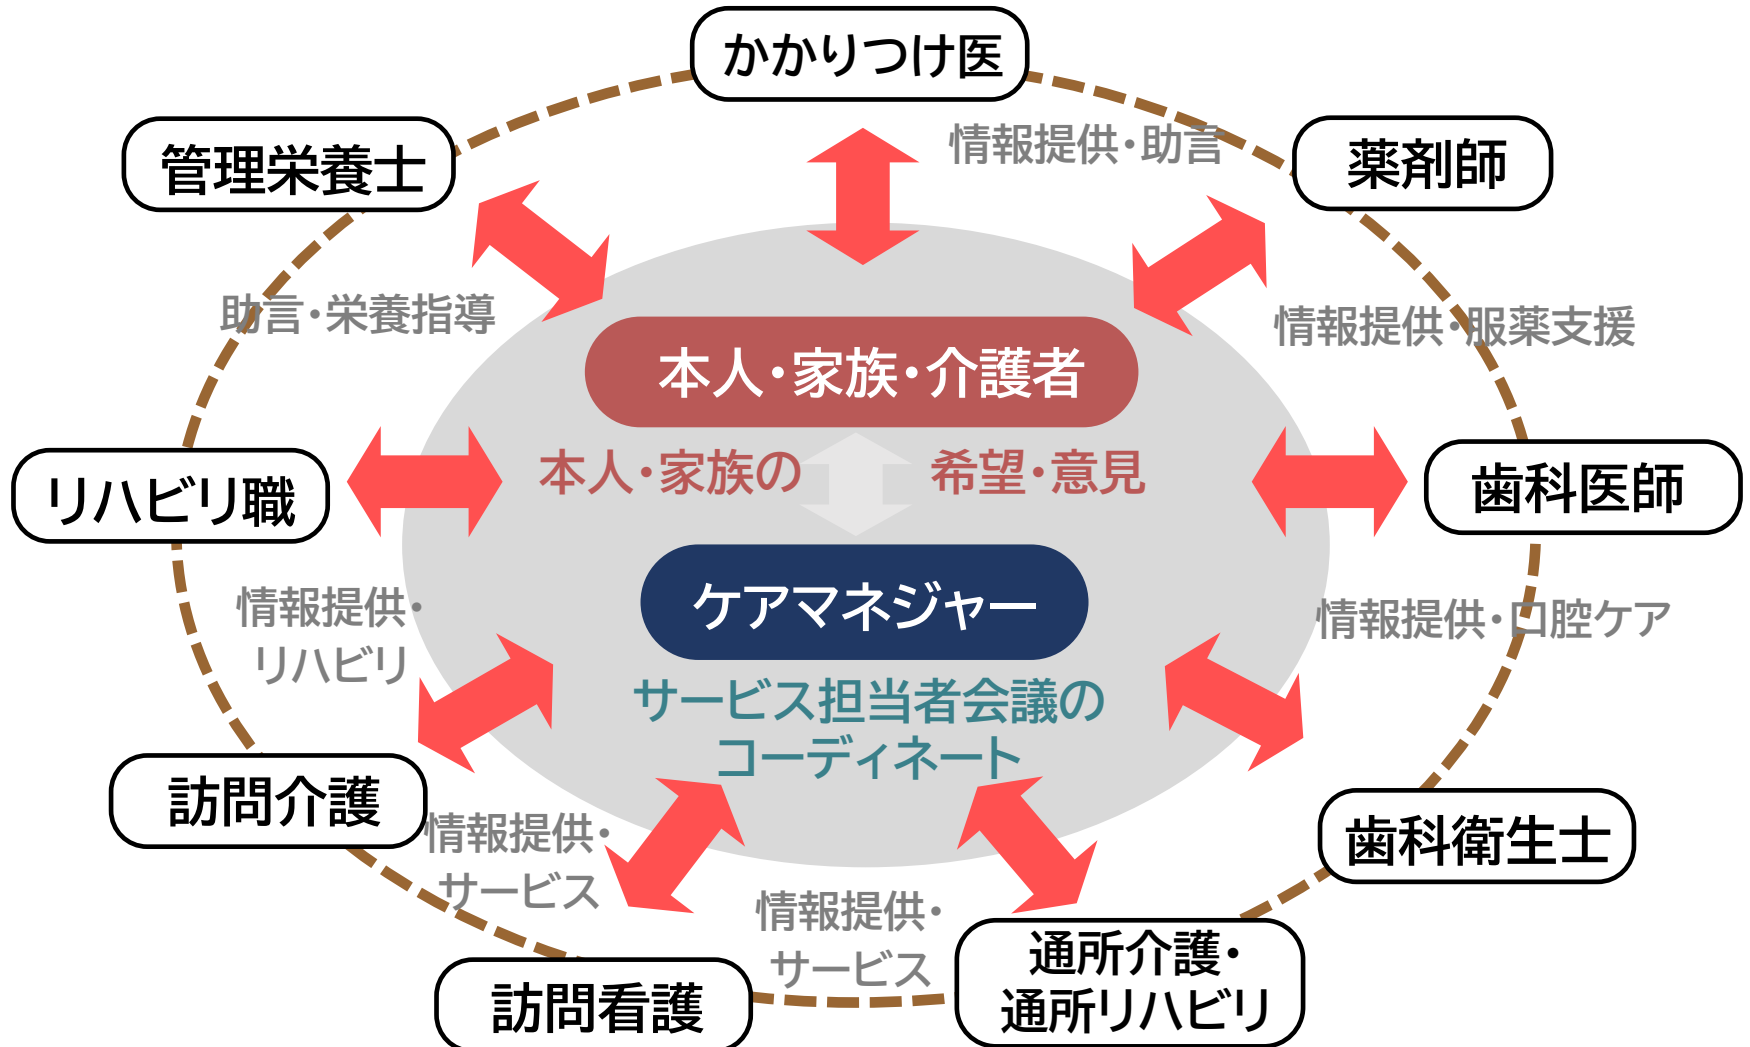 かかりつけ医
情報提供・助言
管理栄養士
薬剤師
助言・栄養指導
情報提供・服薬支援
本人・家族・介護者
本人・家族の 希望・意見
リハビリ職
歯科医師
ケアマネジャー
情報提供・
リハビリ
情報提供・口腔ケア
サービス担当者会議の
コーディネート
訪問介護
歯科衛生士
情報提供・
サービス
情報提供・
サービス
通所介護・
通所リハビリ
訪問看護